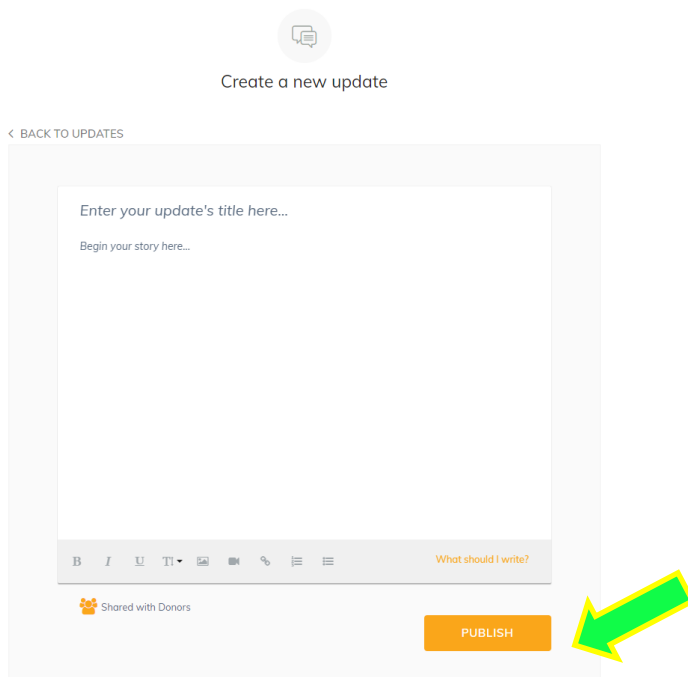 Create a new update
< BACK TO UPDATES
Enter your update's title here...
Begin your story here...
B I U T! What should I write?
Shared with Donors
PUBLISH